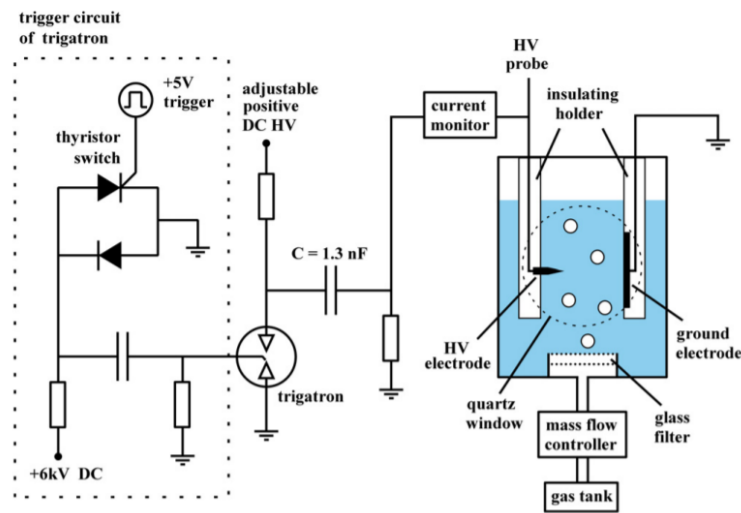 trigger circuit
of trigatron
+5V
trigger
thyristor
switch
adjustable
positive
DC HV
C = 1.3 nF
trigatron
+6kV DC
current
monitor
HV
probe
insulating
holder
HV
electrode
ground
electrode
quartz
window
glass
filter
mass flow
controller
gas tank